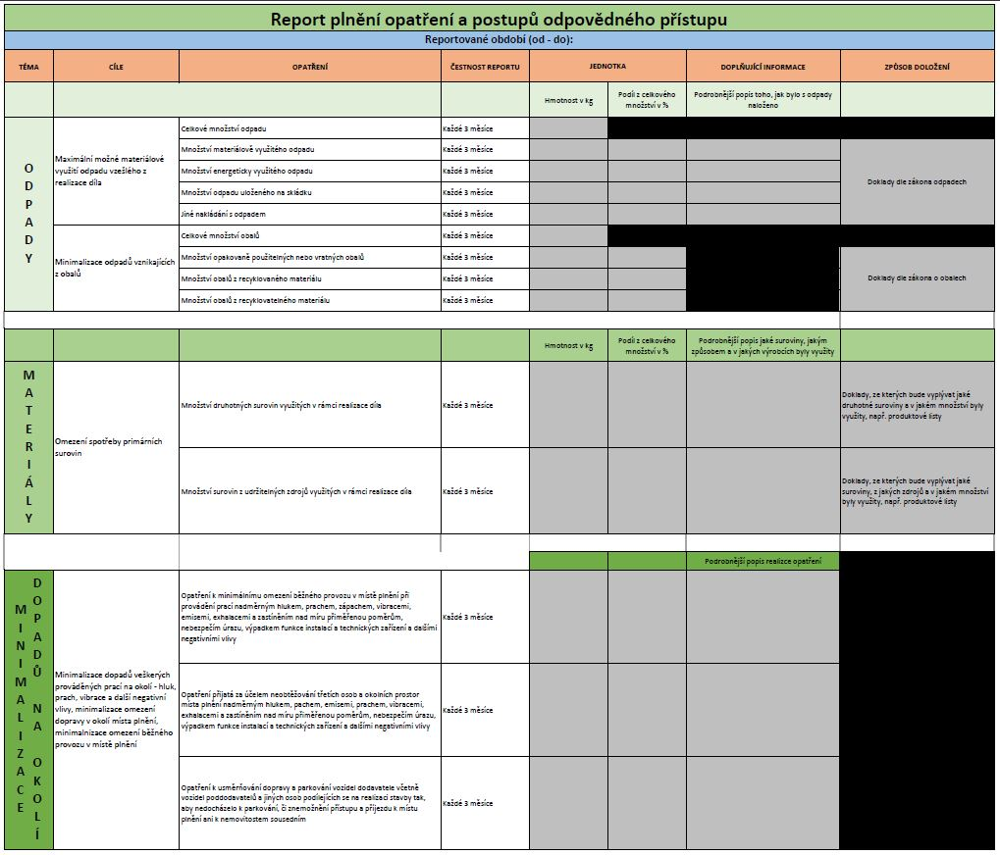 Report plnění opatření a postupů odpovědného přístupu
Reportované období (od - do):
TÉMA
CÍLE
OPATŘENÍ
ČESTNOST REPORTU
JEDNOTKA
DOPLŇUJÍCÍ INFORMACE
ZPŮSOB DOLOŽENÍ
Hmotnost v kg
Podíl z celkového
množství v %
Podrobnější popis toho, jak bylo s odpady
naloženo
ODPADY
Maximální možné materiálové
využití odpadu vzešlého z
realizace díla
Celkové množství odpadu
Každé 3 měsíce
Množství materiálově využitého odpadu
Každé 3 měsíce
Množství energeticky využitého odpadu
Každé 3 měsíce
Množství odpadu uloženého na skládku
Každé 3 měsíce
Jiné nakládání s odpadem
Každé 3 měsíce
Doklady dle zákona odpadech
Minimalizace odpadů vznikajících
z obalů
Celkové množství obalů
Každé 3 měsíce
Množství opakovaně použitelných nebo vratných obalů
Každé 3 měsíce
Množství obalů z recyklovaného materiálu
Každé 3 měsíce
Množství obalů z recyklovatelného materiálu
Každé 3 měsíce
Doklady dle zákona o obalech
Hmotnost v kg
Podíl z celkového
množství v %
Podrobnější popis jaké suroviny, jakým
způsobem a v jakých výrobcích byly využity
MATERIÁLY
Omezení spotřeby primárních
surovin
Množství druhotných surovin využitých v rámci realizace díla
Každé 3 měsíce
Doklady, ze kterých bude vyplývat jaké
druhotné suroviny a v jakém množství byly
využity, např. produktové listy
Množství surovin z udržitelných zdrojů využitých v rámci realizace díla
Každé 3 měsíce
Doklady, ze kterých bude vyplývat jaké
suroviny, z jakých zdrojů a v jakém množství
byly využity, např. produktové listy
Podrobnější popis realizce opatření
MINIMALIZACE
DOPADŮ NA OKOLÍ
Minimalizace dopadů veškerých
prováděných prací na okolí - hluk,
prach, vibrace a další negativní
vlivy, minimalizace omezení
dopravy v okolí místa plnění,
minimalnizace omezení běžného
provozu v místě plnění
Opatření k minimálnímu omezení běžného provozu v místě plnění při
provádění prací nadměrným hlukem, prachem, zápachem, vibracemi,
emisemi, exhalacemi a zastíněním nad míru přiměřenou poměrům,
nebezpečím úrazu, výpadkem funkce instalací a technických zařízení a dalšími
negativními vlivy
Každé 3 měsíce
Opatření přijatá za účelem neobtěžování třetích osob a okolních prostor
místa plnění nadměrným hlukem, pachem, emisemi, prachem, vibracemi,
exhalacemi a zastíněním nad míru přiměřenou poměrům, nebezpečím úrazu,
výpadkem funkce instalací a technických zařízení a dalšími negativními vlivy
Každé 3 měsíce
Opatření k usměrňování dopravy a parkování vozidel dodavatele včetně
vozidel poddodavatelů a jiných osob podílejících se na realizaci stavby tak,
aby nedocházelo k parkování, či znemožnění přístupu a příjezdu k místu
plnění ani k nemovitostem sousedním
Každé 3 měsíce